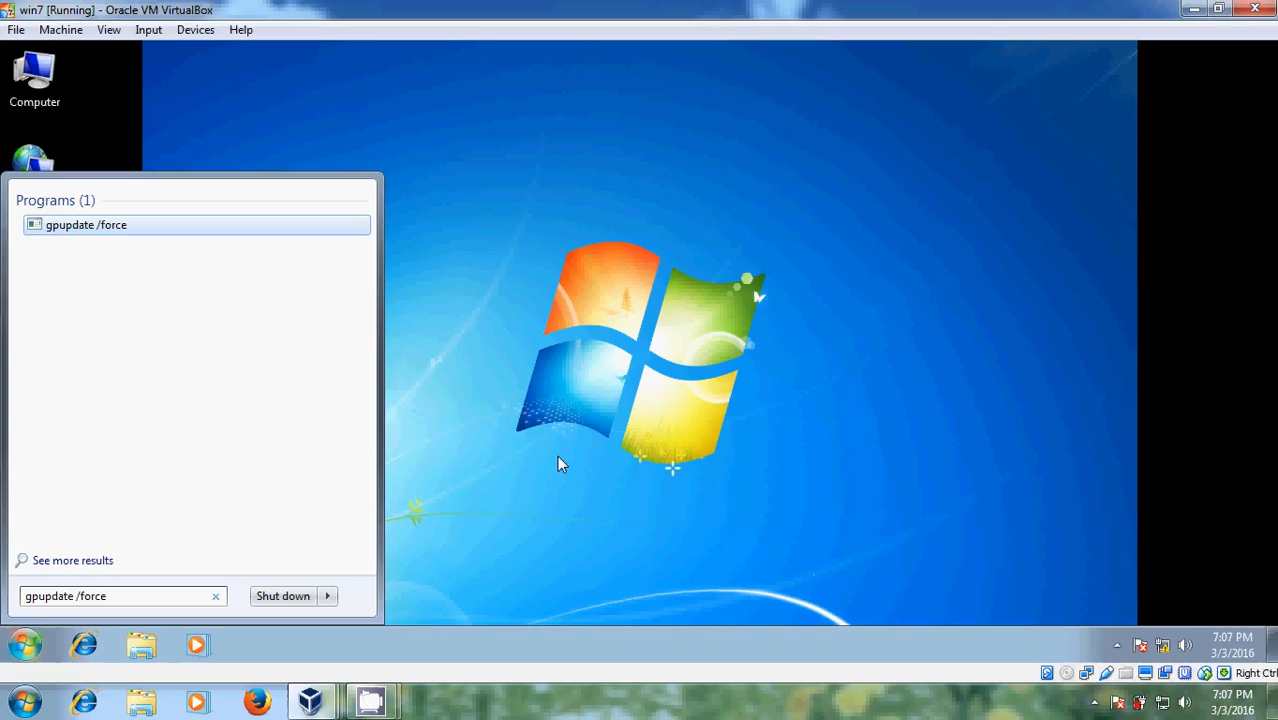 win7 [Running] - Oracle VM VirtualBox
File Machine View Input Devices Help
Computer
Programs (1)
gpupdate /force
See more results
gpupdate /force
Shut down
7:07 PM
3/3/2016
Right Ctrl
7:07 PM
3/3/2016